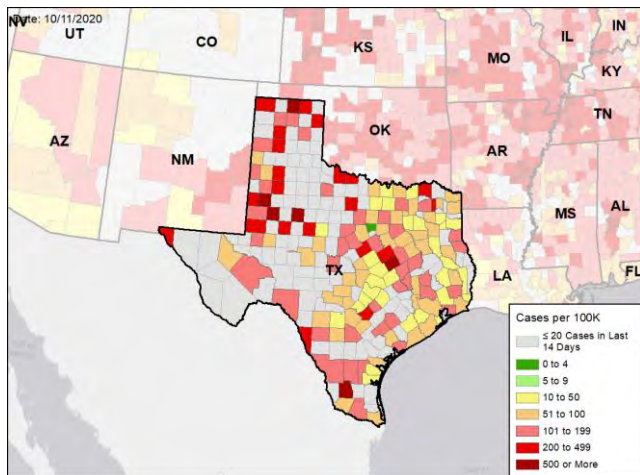 Date: 10/11/2020
NV
UT
CO
KS
MO
IL
IN
KY
TN
AZ
NM
OK
AR
MS
AL
TX
LA
FL
Cases per 100K
≤ 20 Cases in Last
14 Days
0 to 4
5 to 9
10 to 50
51 to 100
101 to 199
200 to 499
500 or More